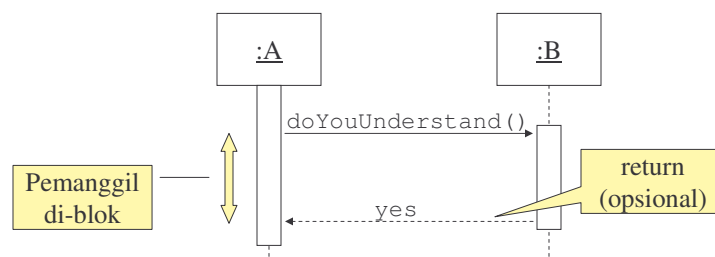 :A
:B
doYouUnderstand()
Pemanggil
di-blok
return
(opsional)
yes